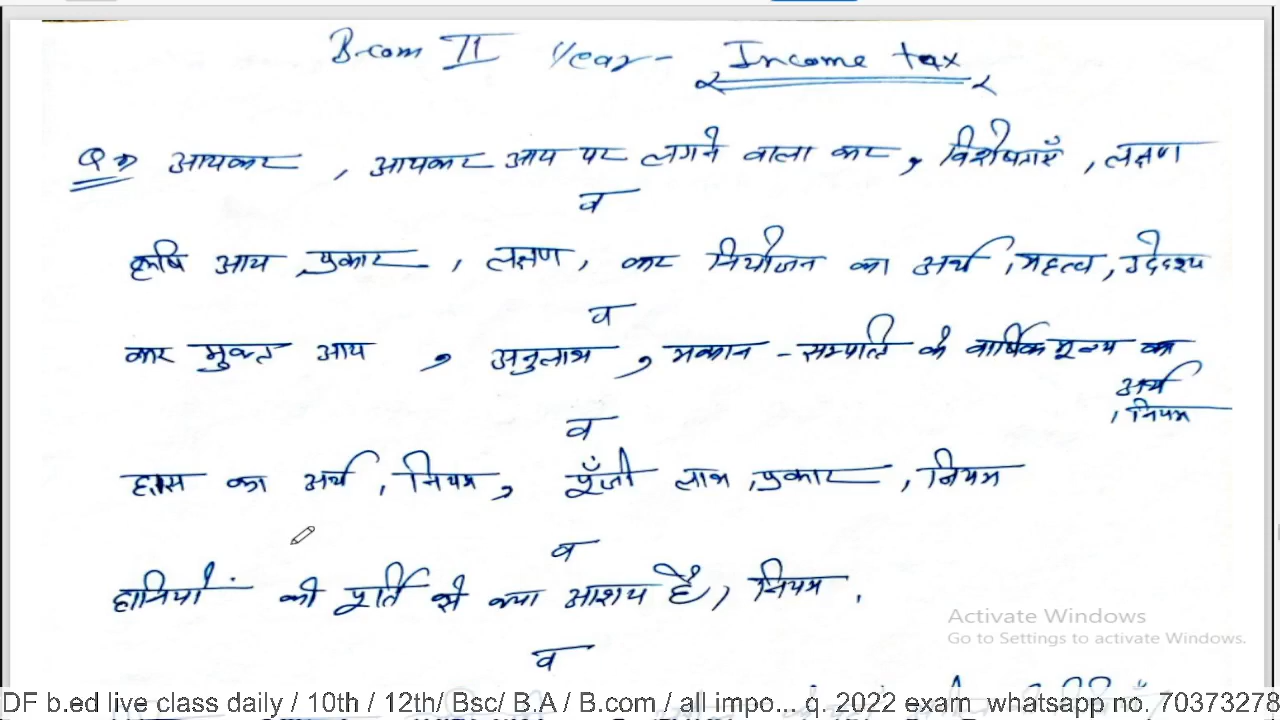 B.com II Year - Income tax
Q ⇒ आयकर , आयकर आय पर लगने वाला कर , विशेषताएँ , लक्षण
व
कृषि आय प्रकार , लक्षण , कर नियोजन का अर्थ , महत्व , उद्देश्य
व
कर मुक्त आय , अनुलाभ , मकान - सम्पत्ति के वार्षिक मूल्य का
अर्थ
, नियम
व
ह्रास का अर्थ , नियम , पूँजी लाभ , प्रकार , नियम
व
हानियों की पूर्ति से क्या आशय है , नियम .
व
Activate Windows
Go to Settings to activate Windows.
DF b.ed live class daily / 10th / 12th/ Bsc/ B.A / B.com / all impo... q. 2022 exam whatsapp no. 70373278